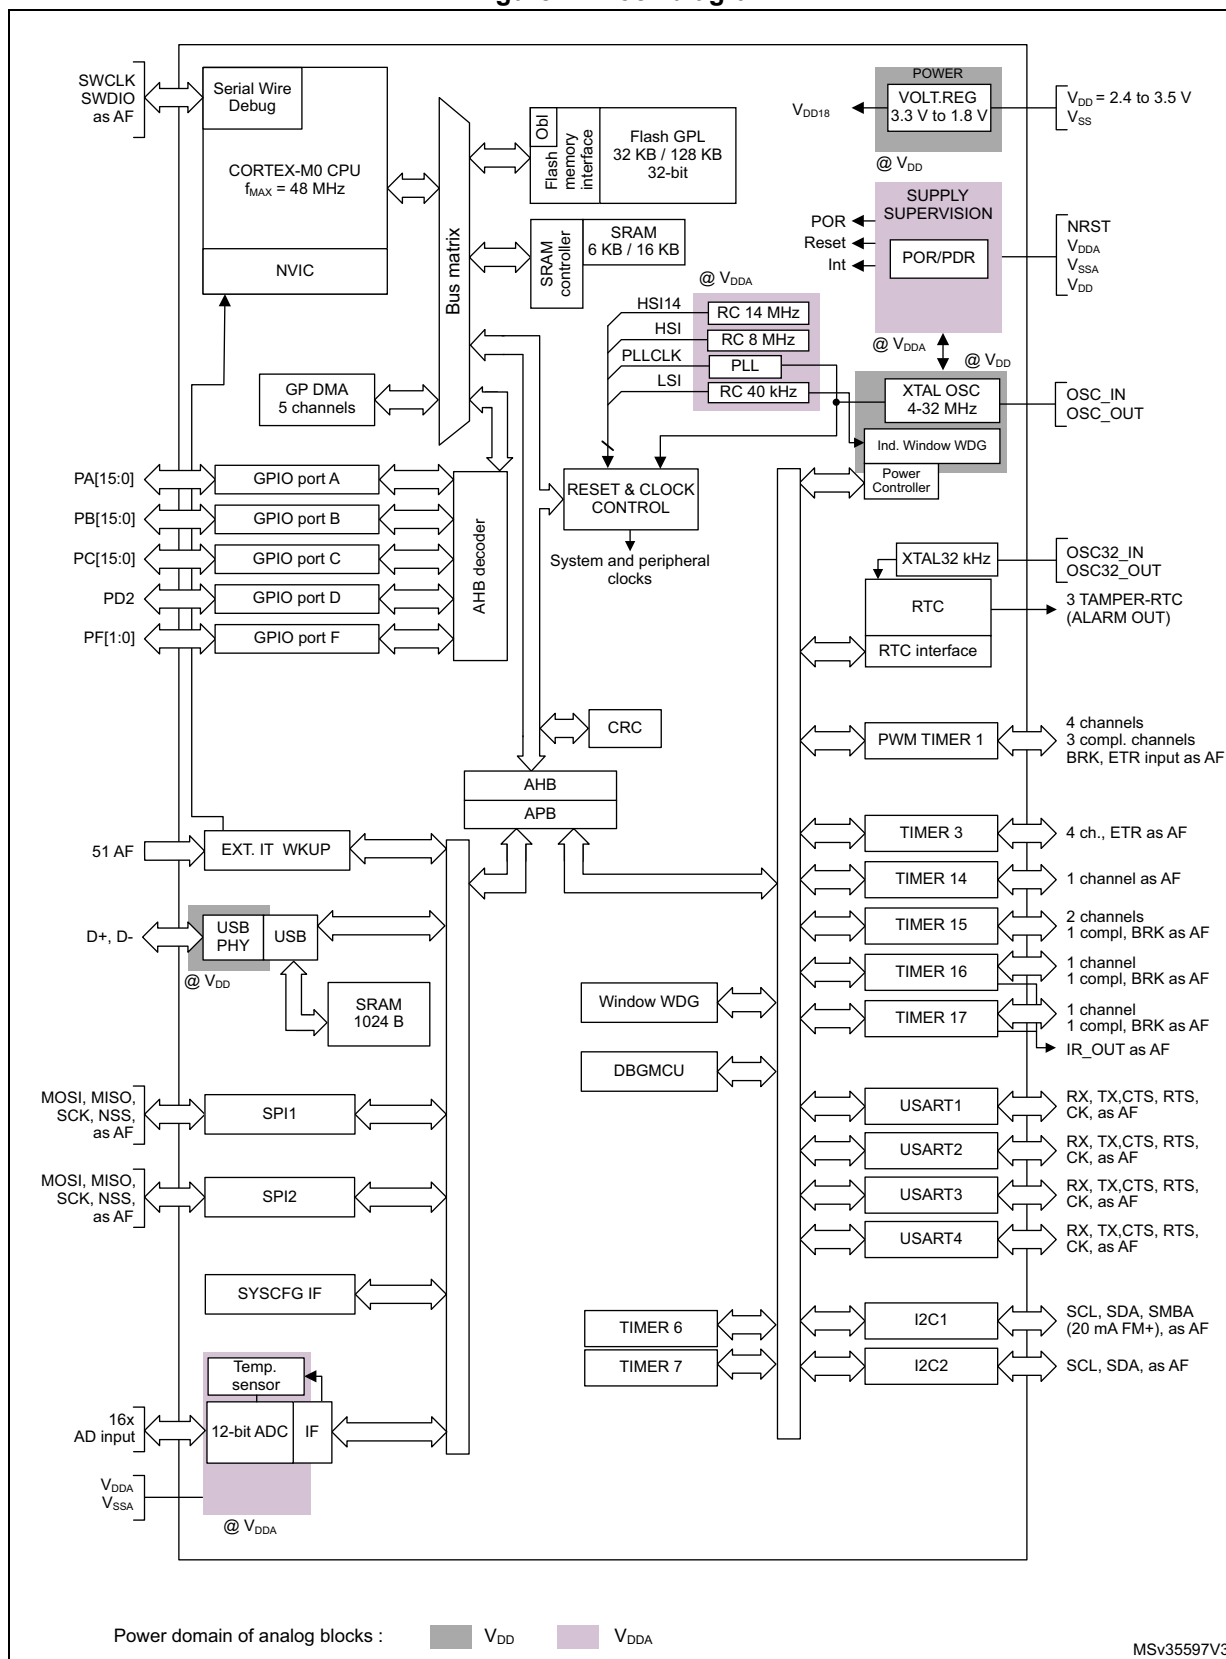 SWCLK
SWDIO
as AF
Serial Wire
Debug
CORTEX-M0 CPU
fMAX = 48 MHz
NVIC
Bus matrix
Obl
Flash
memory
interface
Flash GPL
32 KB / 128 KB
32-bit
SRAM
controller
SRAM
6 KB / 16 KB
POWER
VOLT.REG
3.3 V to 1.8 V
VDD18
VDD = 2.4 to 3.5 V
VSS
@ VDD
SUPPLY
SUPERVISION
POR
Reset
Int
POR/PDR
NRST
VDDA
VSSA
VDD
@ VDDA
@ VDDA
HSI14
RC 14 MHz
HSI
RC 8 MHz
PLLCLK
PLL
LSI
RC 40 kHz
@ VDD
XTAL OSC
4-32 MHz
OSC_IN
OSC_OUT
Ind. Window WDG
Power
Controller
GP DMA
5 channels
PA[15:0]
GPIO port A
PB[15:0]
GPIO port B
PC[15:0]
GPIO port C
PD2
GPIO port D
PF[1:0]
GPIO port F
AHB decoder
RESET & CLOCK
CONTROL
System and peripheral
clocks
XTAL32 kHz
OSC32_IN
OSC32_OUT
RTC
3 TAMPER-RTC
(ALARM OUT)
RTC interface
CRC
PWM TIMER 1
4 channels
3 compl. channels
BRK, ETR input as AF
AHB
APB
51 AF
EXT. IT WKUP
TIMER 3
4 ch., ETR as AF
TIMER 14
1 channel as AF
D+, D-
USB
PHY
USB
@ VDD
SRAM
1024 B
TIMER 15
2 channels
1 compl, BRK as AF
TIMER 16
1 channel
1 compl, BRK as AF
Window WDG
TIMER 17
1 channel
1 compl, BRK as AF
IR_OUT as AF
DBGMCU
MOSI, MISO,
SCK, NSS,
as AF
SPI1
USART1
RX, TX,CTS, RTS,
CK, as AF
USART2
RX, TX,CTS, RTS,
CK, as AF
MOSI, MISO,
SCK, NSS,
as AF
SPI2
USART3
RX, TX,CTS, RTS,
CK, as AF
USART4
RX, TX,CTS, RTS,
CK, as AF
SYSCFG IF
TIMER 6
TIMER 7
I2C1
SCL, SDA, SMBA
(20 mA FM+), as AF
I2C2
SCL, SDA, as AF
Temp.
sensor
16x
AD input
12-bit ADC
IF
VDDA
VSSA
@ VDDA
Power domain of analog blocks :
VDD
VDDA
MSv35597V3